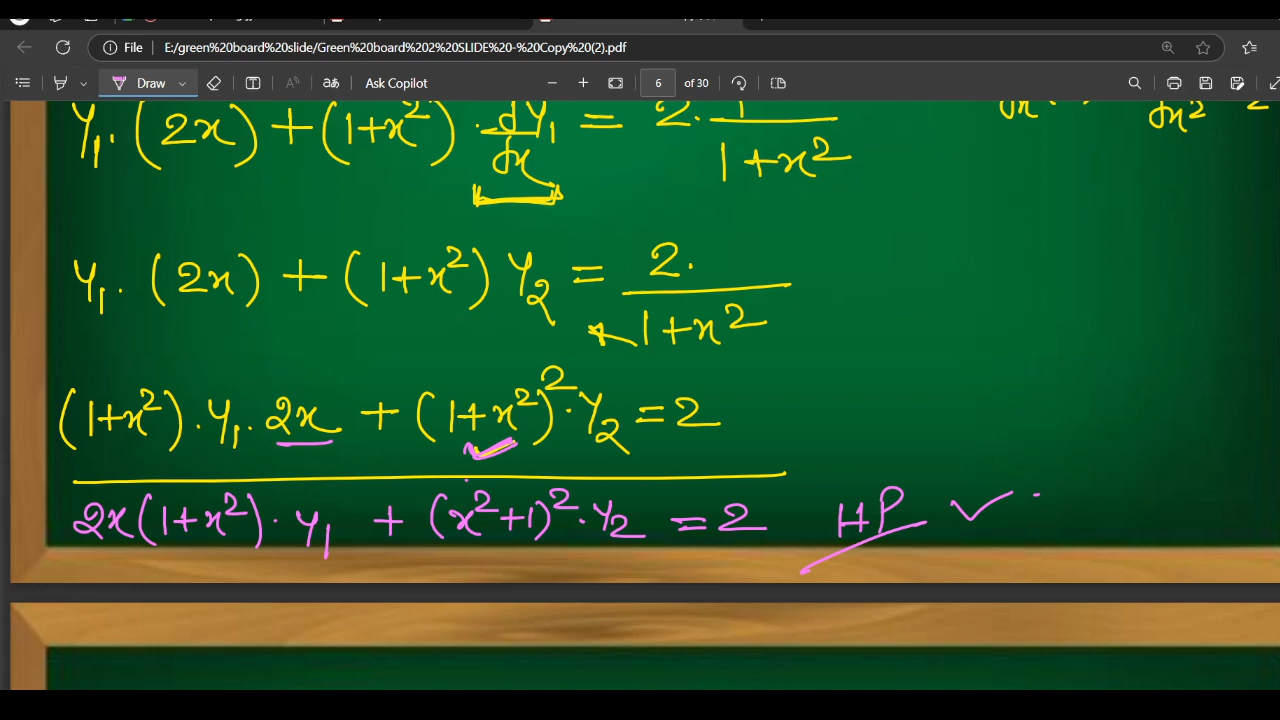 File | E:/green%20board%20slide/Green%20board%202%20SLIDE%20-%20Copy%20(2).pdf
Draw aあ Ask Copilot 6 of 30
y₁.(2x)+(1+x²).dy₁/dx = 2.1/1+x²
y₁.(2x)+(1+x²)y₂ = 2./1+x²
(1+x²).y₁.2x+(1+x²)².y₂=2
2x(1+x²).y₁+(x²+1)².y₂=2 HP ✓